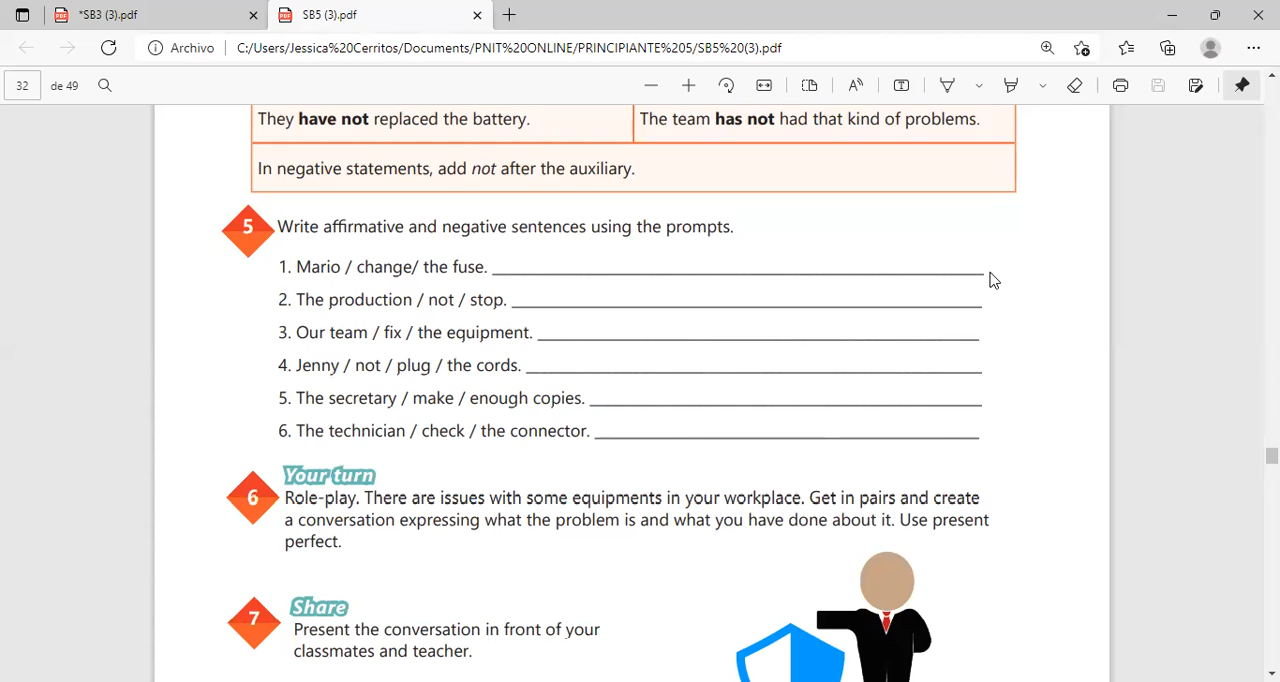 *SB3 (3).pdf
SB5 (3).pdf
Archivo
C:/Users/Jessica%20Cerritos/Documents/PNIT%20ONLINE/PRINCIPIANTE%205/SB5%20(3).pdf
32
de 49
They have not replaced the battery.
The team has not had that kind of problems.
In negative statements, add not after the auxiliary.
5
Write affirmative and negative sentences using the prompts.
1. Mario / change/ the fuse.
2. The production / not / stop.
3. Our team / fix / the equipment.
4. Jenny / not / plug / the cords.
5. The secretary / make / enough copies.
6. The technician / check / the connector.
6
Your turn
Role-play. There are issues with some equipments in your workplace. Get in pairs and create
a conversation expressing what the problem is and what you have done about it. Use present
perfect.
7
Share
Present the conversation in front of your
classmates and teacher.